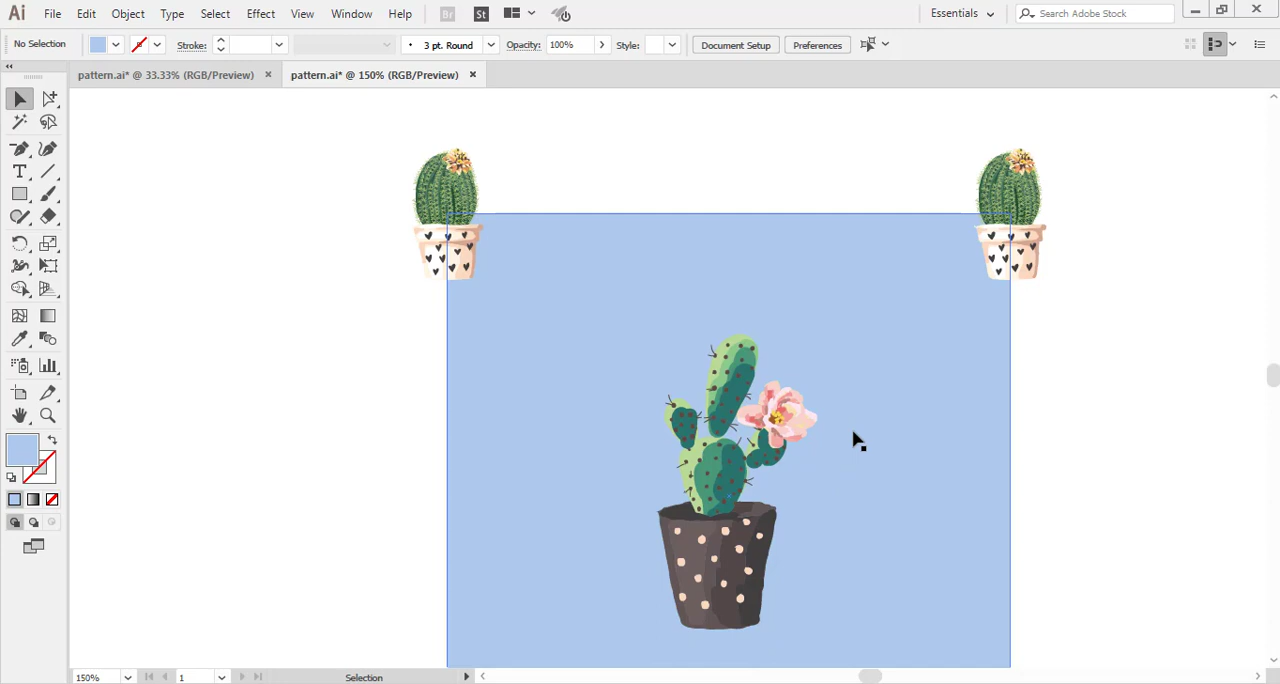 Ai File Edit Object Type Select Effect View Window Help Br St Essentials Search Adobe Stock
No Selection Stroke: 3 pt. Round Opacity: 100% Style: Document Setup Preferences
pattern.ai* @ 33.33% (RGB/Preview) pattern.ai* @ 150% (RGB/Preview)
150% 1 Selection